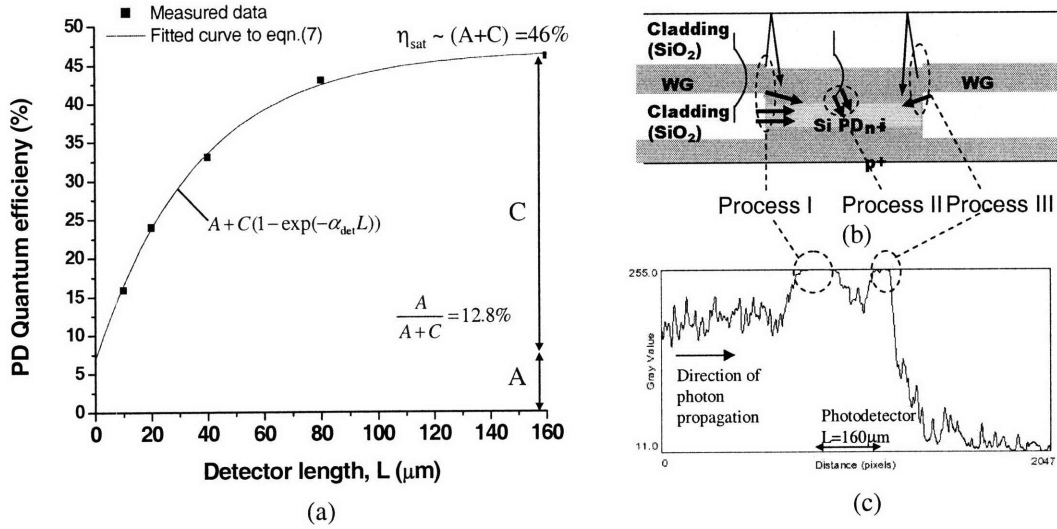 Measured data
Fitted curve to eqn.(7)
η_sat ~ (A+C) =46%
PD Quantum efficieny (%)
50
45
40
35
30
25
20
15
10
5
0
A+C(1−exp(−α_det L))
A/(A+C) =12.8%
C
A
0 20 40 60 80 100 120 140 160
Detector length, L (μm)
(a)
Cladding
(SiO₂)
WG
WG
Cladding
(SiO₂)
Si PD n+ i
p⁺
Process I
Process II
Process III
(b)
255.0
Gray Value
11.0
Direction of
photon
propagation
Photodetector
L=160μm
0
Distance (pixels)
2047
(c)